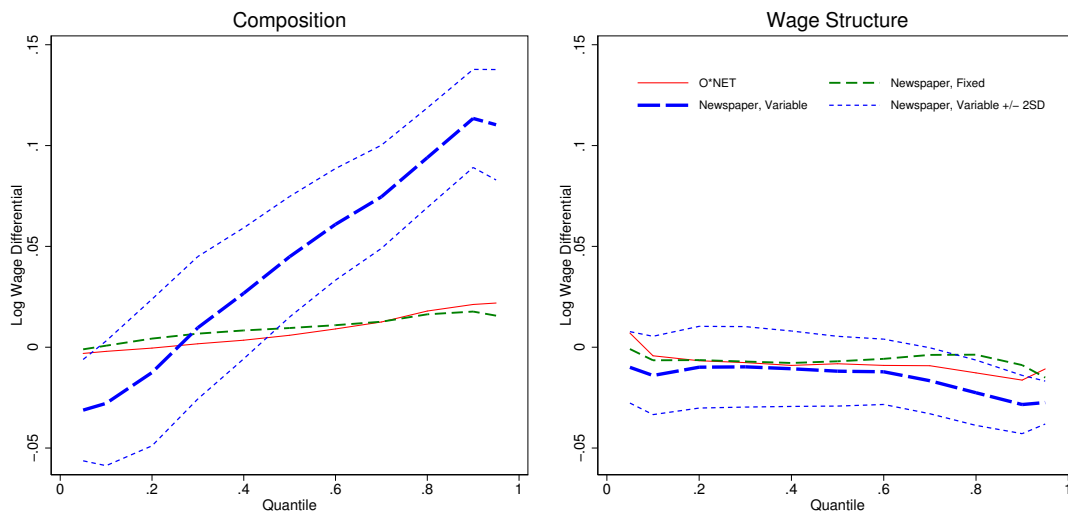 Composition
Log Wage Differential
.15
.1
.05
0
-.05
0 .2 .4 .6 .8 1
Quantile
Wage Structure
Log Wage Differential
.15
.1
.05
0
-.05
O*NET
Newspaper, Fixed
Newspaper, Variable
Newspaper, Variable +/− 2SD
0 .2 .4 .6 .8 1
Quantile